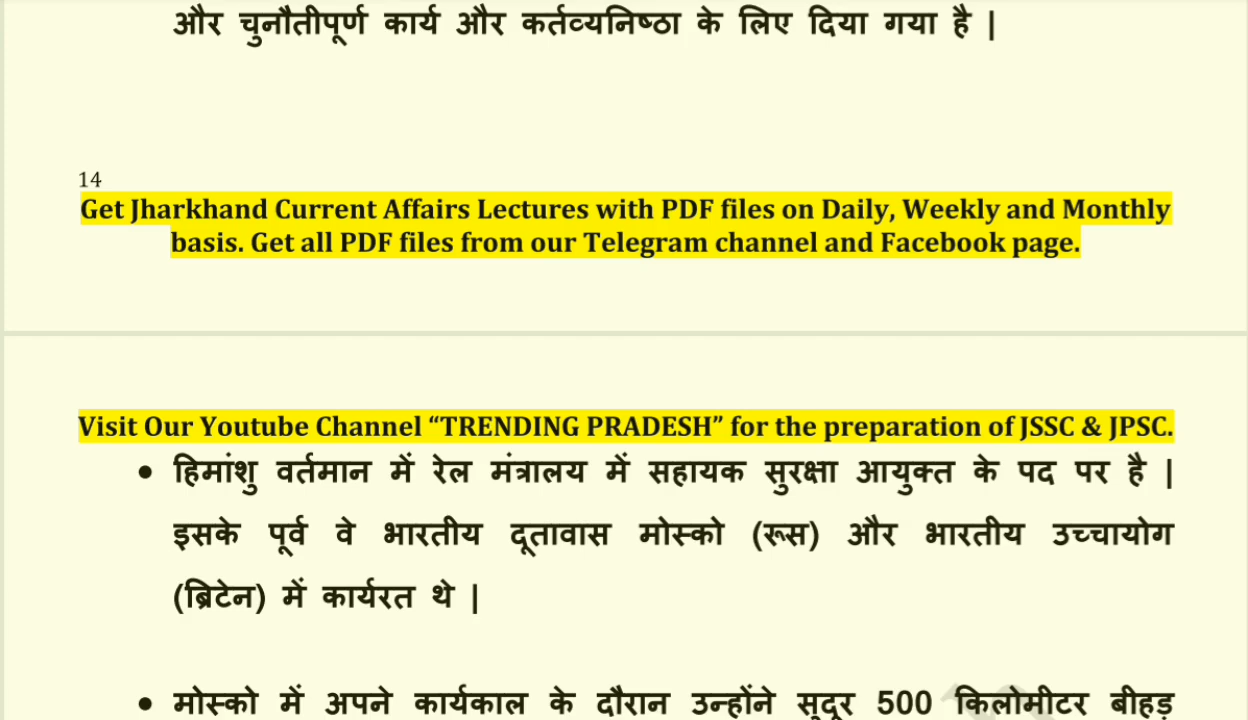 और चुनौतीपूर्ण कार्य और कर्तव्यनिष्ठा के लिए दिया गया है |
14
Get Jharkhand Current Affairs Lectures with PDF files on Daily, Weekly and Monthly
basis. Get all PDF files from our Telegram channel and Facebook page.
Visit Our Youtube Channel “TRENDING PRADESH” for the preparation of JSSC & JPSC.
• हिमांशु वर्तमान में रेल मंत्रालय में सहायक सुरक्षा आयुक्त के पद पर है |
इसके पूर्व वे भारतीय दूतावास मोस्को (रूस) और भारतीय उच्चायोग
(ब्रिटेन) में कार्यरत थे |
• मोस्को में अपने कार्यकाल के दौरान उन्होंने सुदूर 500 किलोमीटर बीहड़